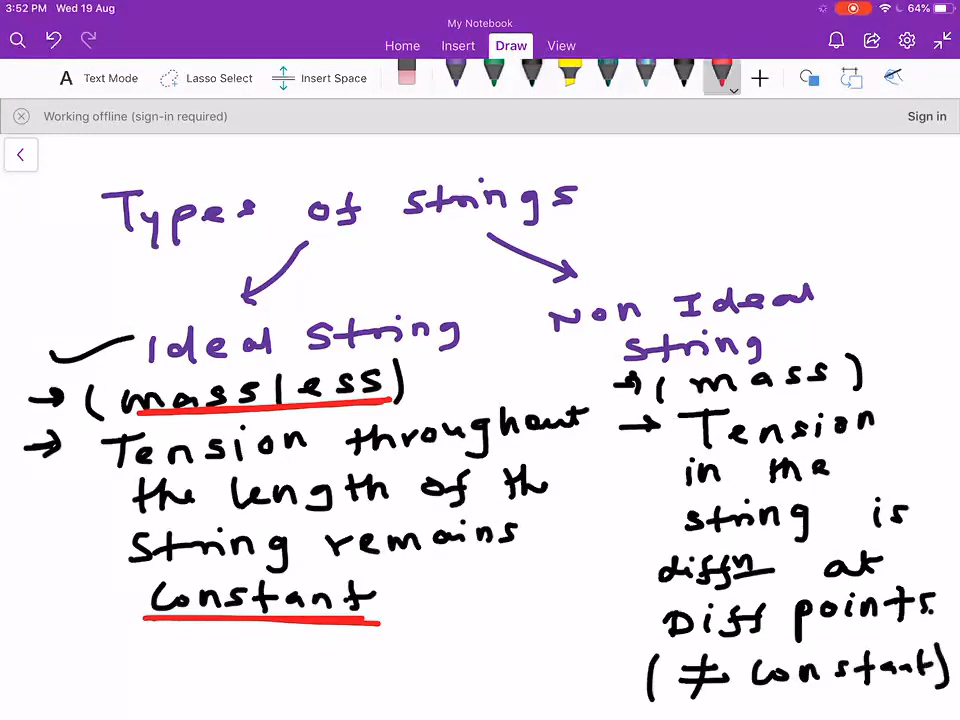 3:52 PM Wed 19 Aug
64%
My Notebook
Home Insert Draw View
A Text Mode Lasso Select Insert Space
Working offline (sign-in required) Sign in
Types of strings
Ideal string
(massless)
Tension throughout
the length of th
string remains
constant
Non Ideal
string
(mass)
Tension
in the
string is
diffn at
Diff points.
(≠ constant)